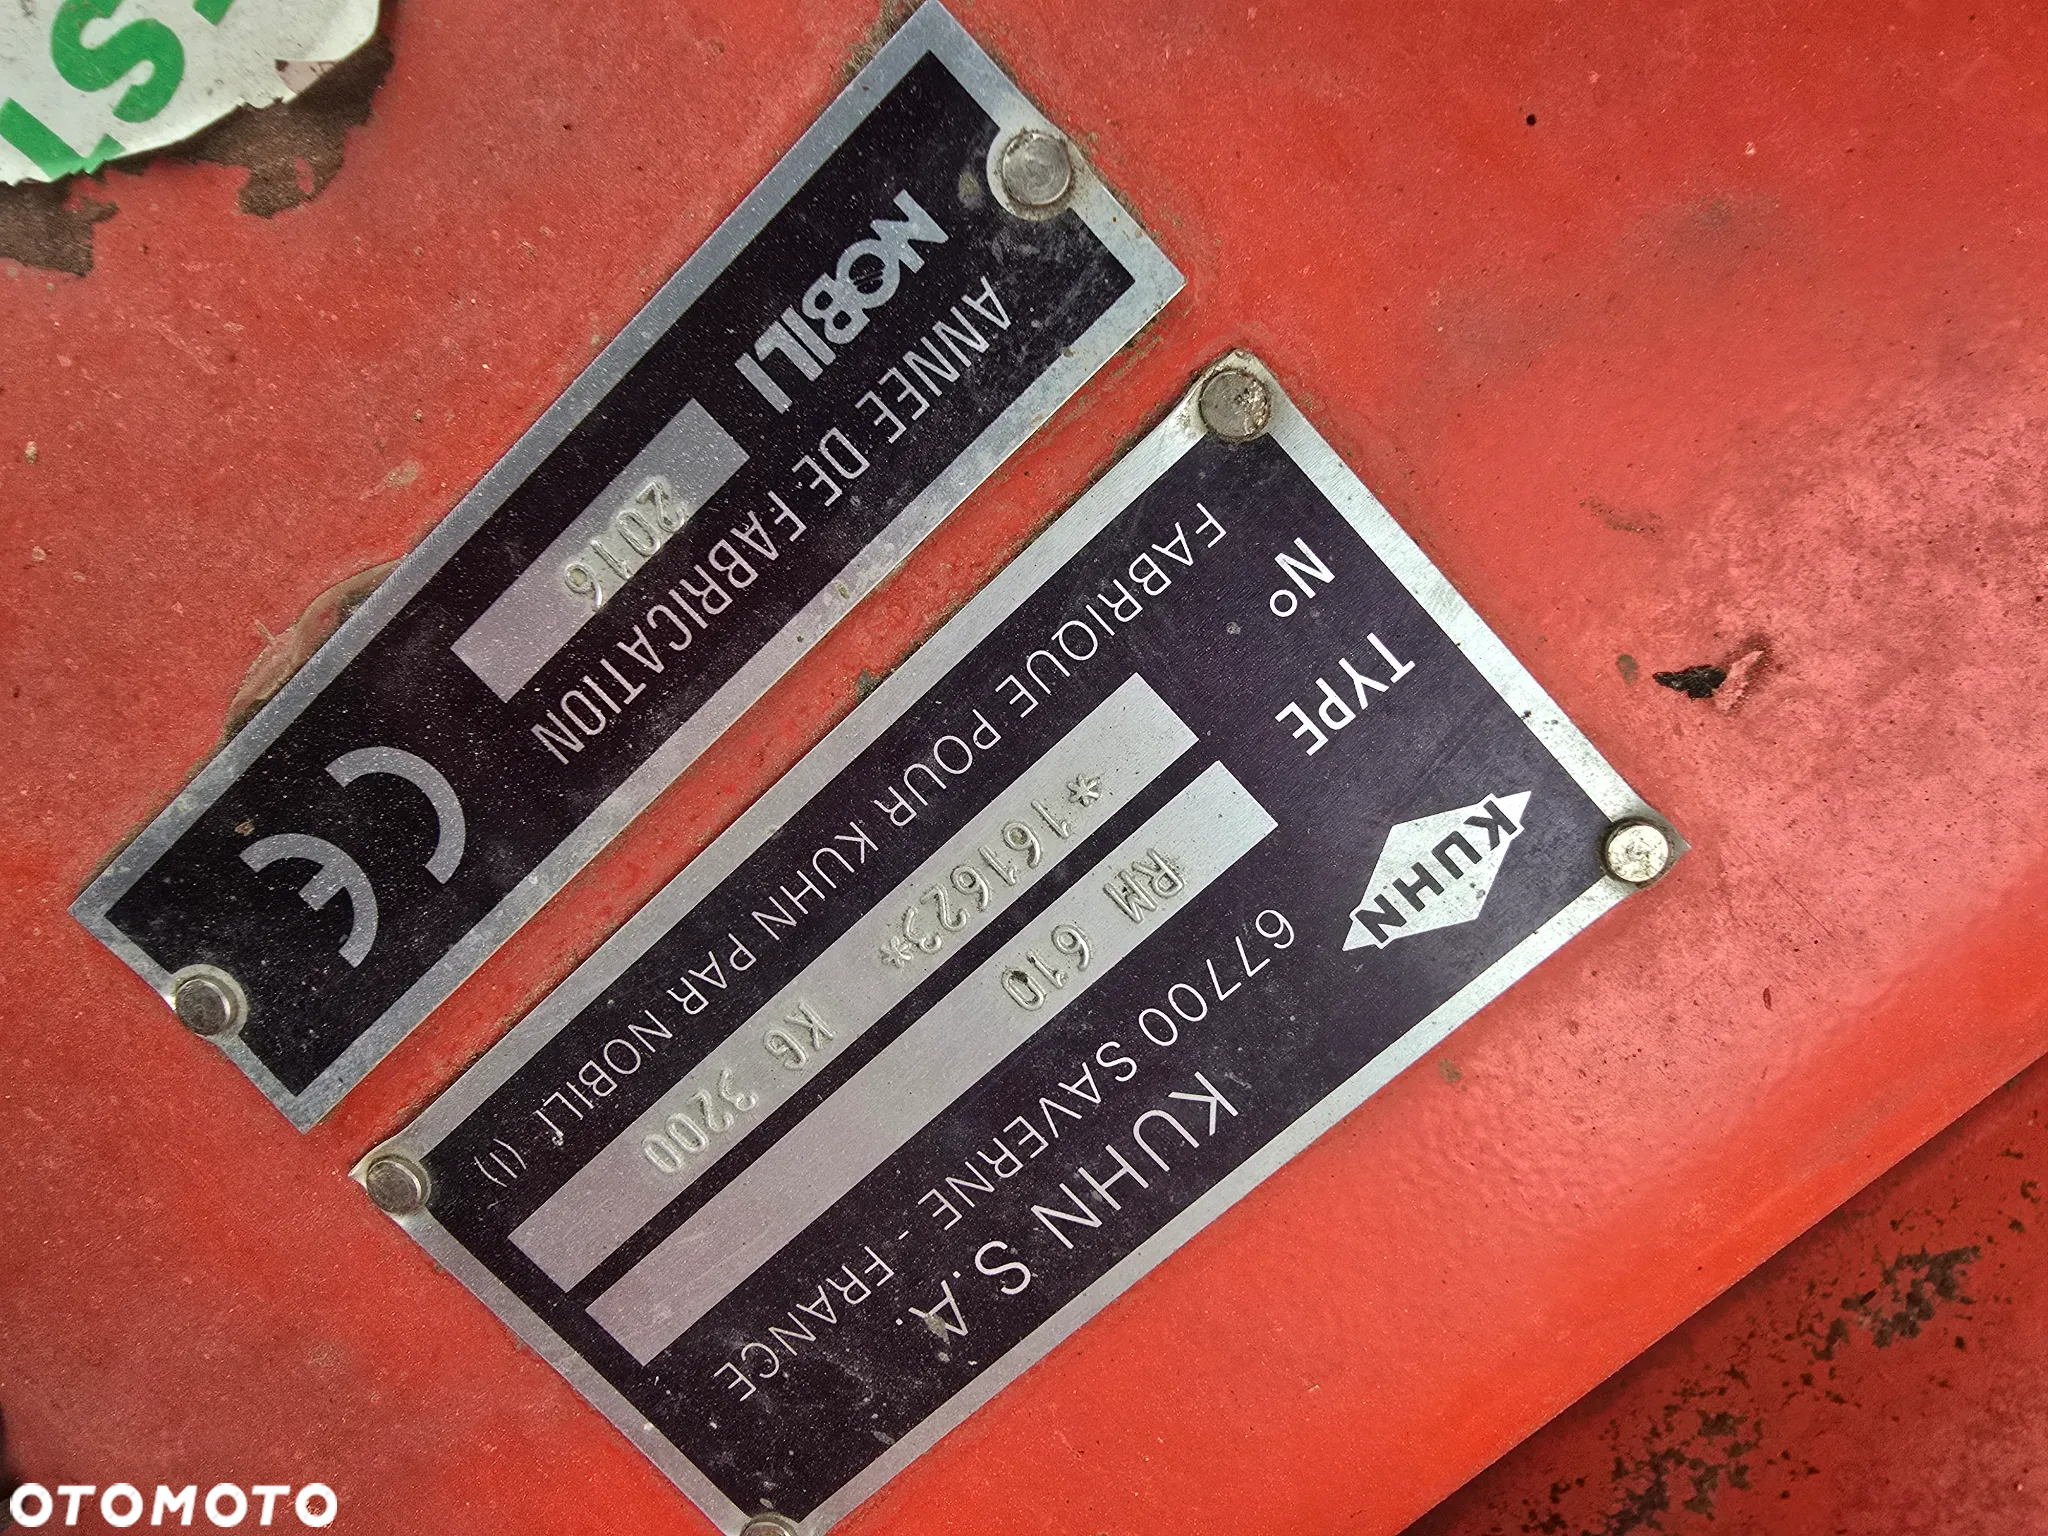 KUHN S.A.
67700 SAVERNE - FRANCE
KUHN
TYPE RM 610
No *161623* KG 3200
FABRIQUE POUR KUHN PAR NOBILI (I)
NOBILI
2016
ANNEE DE FABRICATION
CE
LST
OTOMOTO